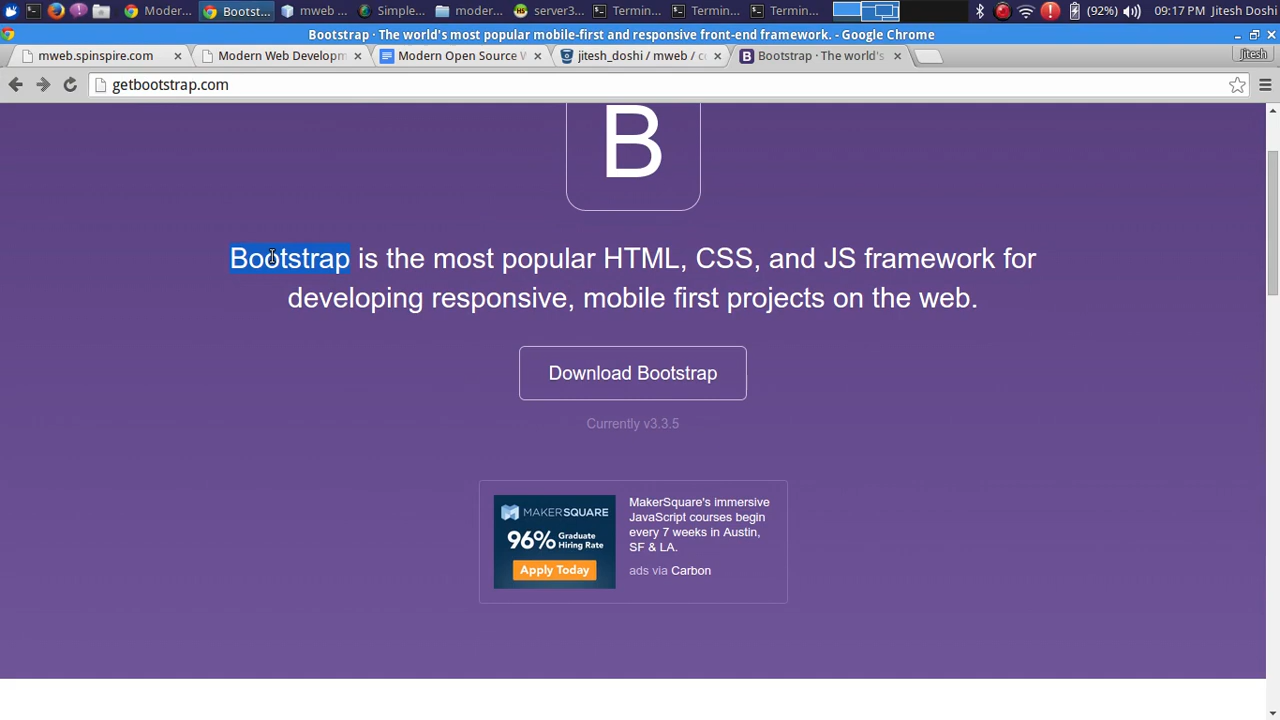 Moder... Bootst... mweb ... Simple... moder... server3... Termin... Termin... Termin... (92%) 09:17 PM Jitesh Doshi
Bootstrap · The world's most popular mobile-first and responsive front-end framework. - Google Chrome
mweb.spinspire.com Modern Web Developm Modern Open Source W jitesh_doshi / mweb / c Bootstrap · The world's Jitesh
getbootstrap.com
B
Bootstrap is the most popular HTML, CSS, and JS framework for
developing responsive, mobile first projects on the web.
Download Bootstrap
Currently v3.3.5
MAKERSQUARE
96% Graduate
Hiring Rate
Apply Today
MakerSquare's immersive
JavaScript courses begin
every 7 weeks in Austin,
SF & LA.
ads via Carbon